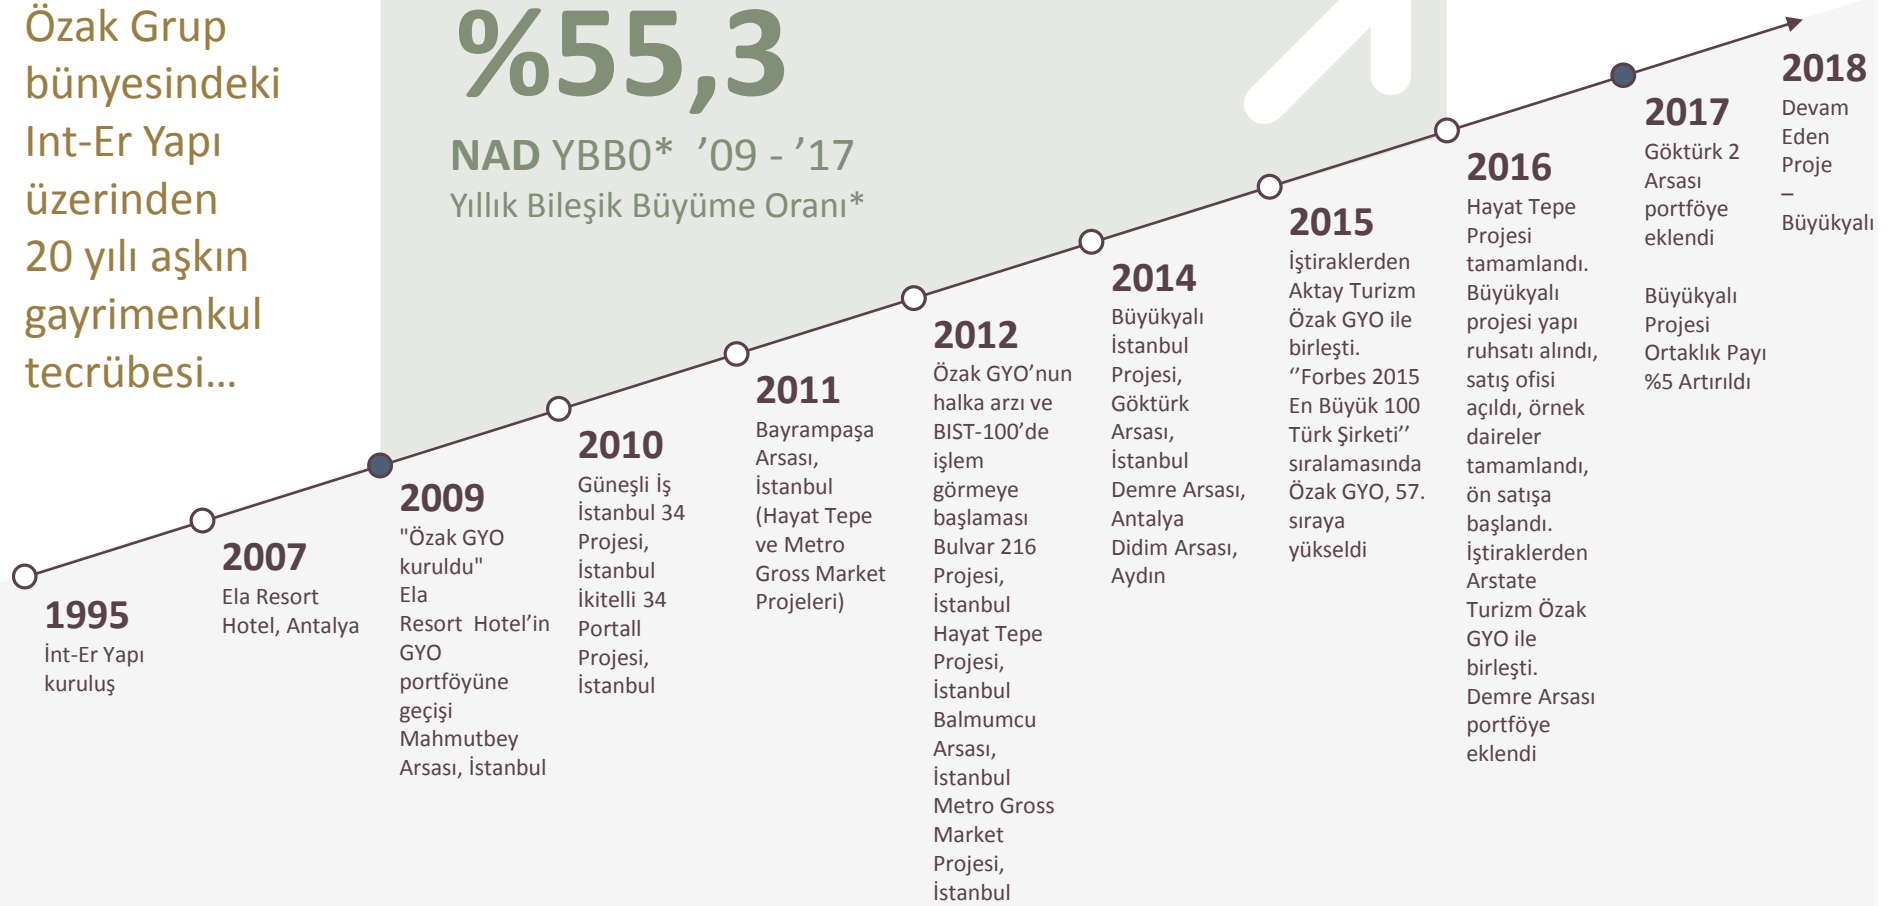 Özak Grup
bünyesindeki
Int-Er Yapı
üzerinden
20 yılı aşkın
gayrimenkul
tecrübesi...
%55,3
NAD YBB0* ’09 - ’17
Yıllık Bileşik Büyüme Oranı*
1995
İnt-Er Yapı
kuruluş
2007
Ela Resort
Hotel, Antalya
2009
"Özak GYO
kuruldu"
Ela
Resort Hotel’in
GYO
portföyüne
geçişi
Mahmutbey
Arsası, İstanbul
2010
Güneşli İş
İstanbul 34
Projesi,
İstanbul
İkitelli 34
Portall
Projesi,
İstanbul
2011
Bayrampaşa
Arsası,
İstanbul
(Hayat Tepe
ve Metro
Gross Market
Projeleri)
2012
Özak GYO’nun
halka arzı ve
BIST-100’de
işlem
görmeye
başlaması
Bulvar 216
Projesi,
İstanbul
Hayat Tepe
Projesi,
İstanbul
Balmumcu
Arsası,
İstanbul
Metro Gross
Market
Projesi,
İstanbul
2014
Büyükyalı
İstanbul
Projesi,
Göktürk
Arsası,
İstanbul
Demre Arsası,
Antalya
Didim Arsası,
Aydın
2015
İştiraklerden
Aktay Turizm
Özak GYO ile
birleşti.
‘’Forbes 2015
En Büyük 100
Türk Şirketi’’
sıralamasında
Özak GYO, 57.
sıraya
yükseldi
2016
Hayat Tepe
Projesi
tamamlandı.
Büyükyalı
projesi yapı
ruhsatı alındı,
satış ofisi
açıldı, örnek
daireler
tamamlandı,
ön satışa
başlandı.
İştiraklerden
Arstate
Turizm Özak
GYO ile
birleşti.
Demre Arsası
portföye
eklendi
2017
Göktürk 2
Arsası
portföye
eklendi
Büyükyalı
Projesi
Ortaklık Payı
%5 Artırıldı
2018
Devam
Eden
Proje
–
Büyükyalı